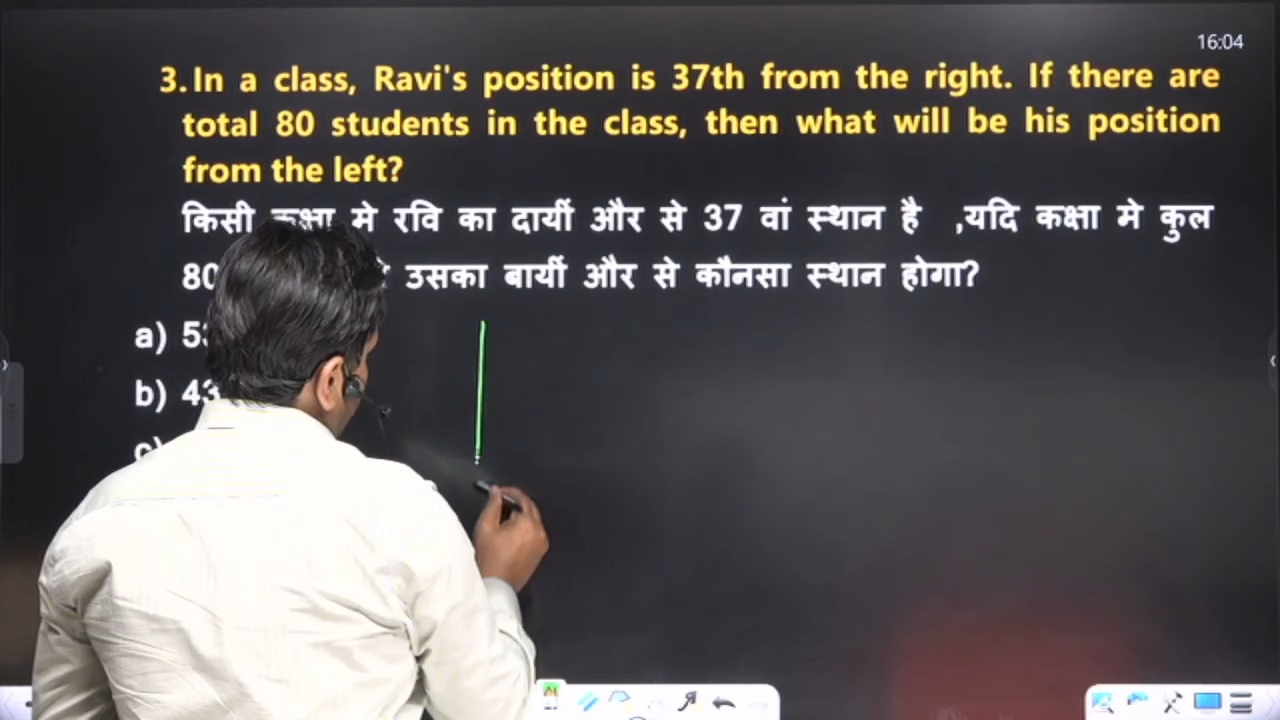 16:04
3. In a class, Ravi's position is 37th from the right. If there are
total 80 students in the class, then what will be his position
from the left?
किसी कक्षा मे रवि का दायीं और से 37 वां स्थान है ,यदि कक्षा मे कुल
80 उसका बायीं और से कौनसा स्थान होगा?
a)
b) 43
c)